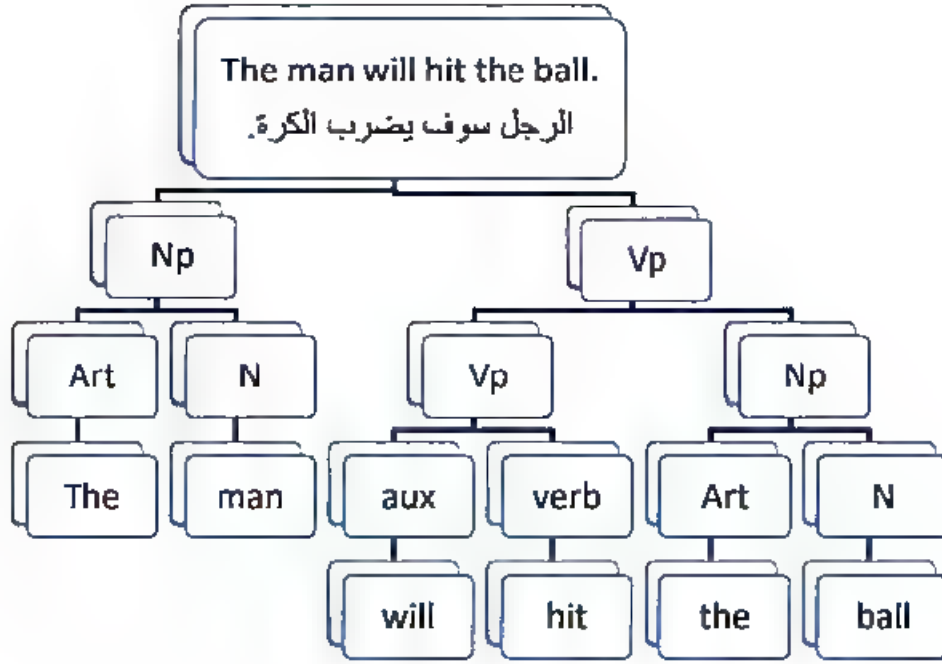 The man will hit the ball.
الرجل سوف يضرب الكرة.
Np
Vp
Art
N
Vp
Np
The
man
aux
verb
Art
N
will
hit
the
ball